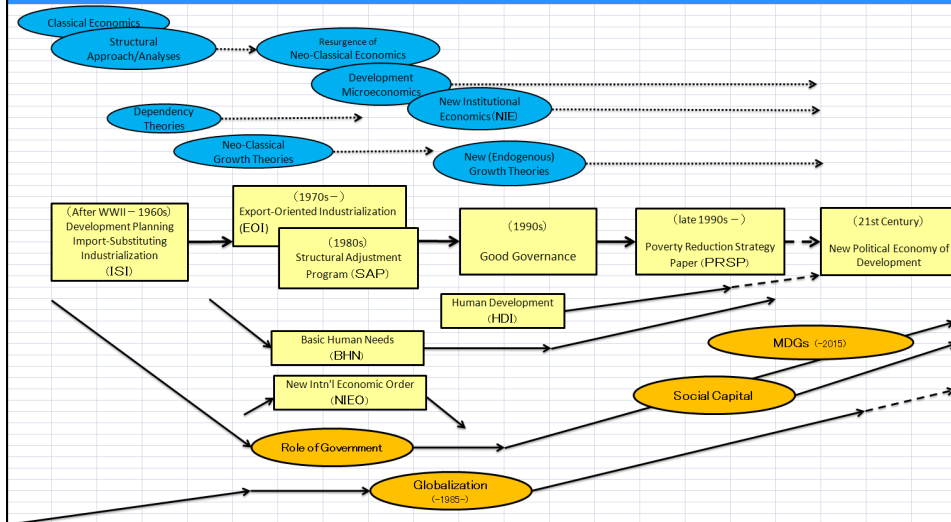 Classical Economics
Structural
Approach/Analyses
Resurgence of
Neo-Classical Economics
Development
Microeconomics
New Institutional
Economics(NIE)
Dependency
Theories
Neo-Classical
Growth Theories
New (Endogenous)
Growth Theories
(After WWII－1960s)
Development Planning
Import-Substituting
Industrialization
(ISI)
(1970s－)
Export-Oriented Industrialization
(EOI)
(1980s)
Structural Adjustment
Program (SAP)
(1990s)
Good Governance
(late 1990s －)
Poverty Reduction Strategy
Paper (PRSP)
(21st Century)
New Political Economy of
Development
Human Development
(HDI)
Basic Human Needs
(BHN)
New Intn'l Economic Order
(NIEO)
MDGs (-2015)
Social Capital
Role of Government
Globalization
(-1985-)